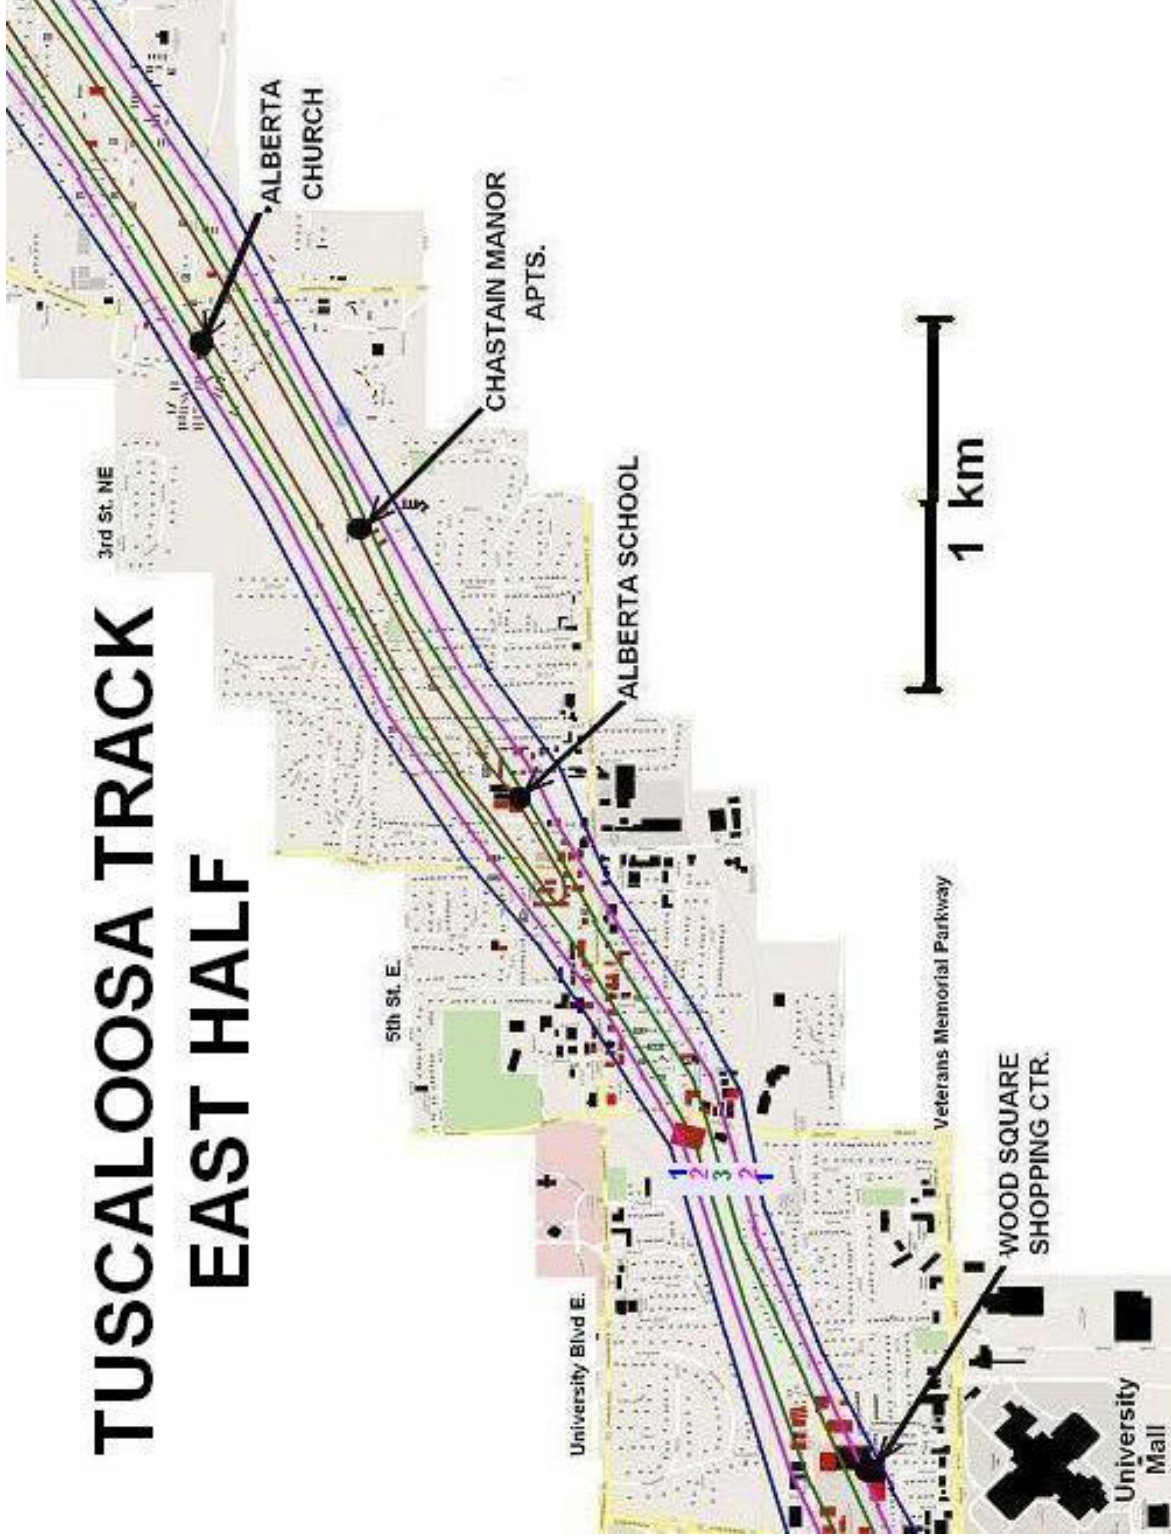 TUSCALOOSA TRACK
EAST HALF
3rd St. NE
ALBERTA
CHURCH
CHASTAIN MANOR
APTS.
5th St. E.
ALBERTA SCHOOL
1 km
University Blvd E.
1
2
3
2
1
Veterans Memorial Parkway
WOOD SQUARE
SHOPPING CTR.
University
Mall